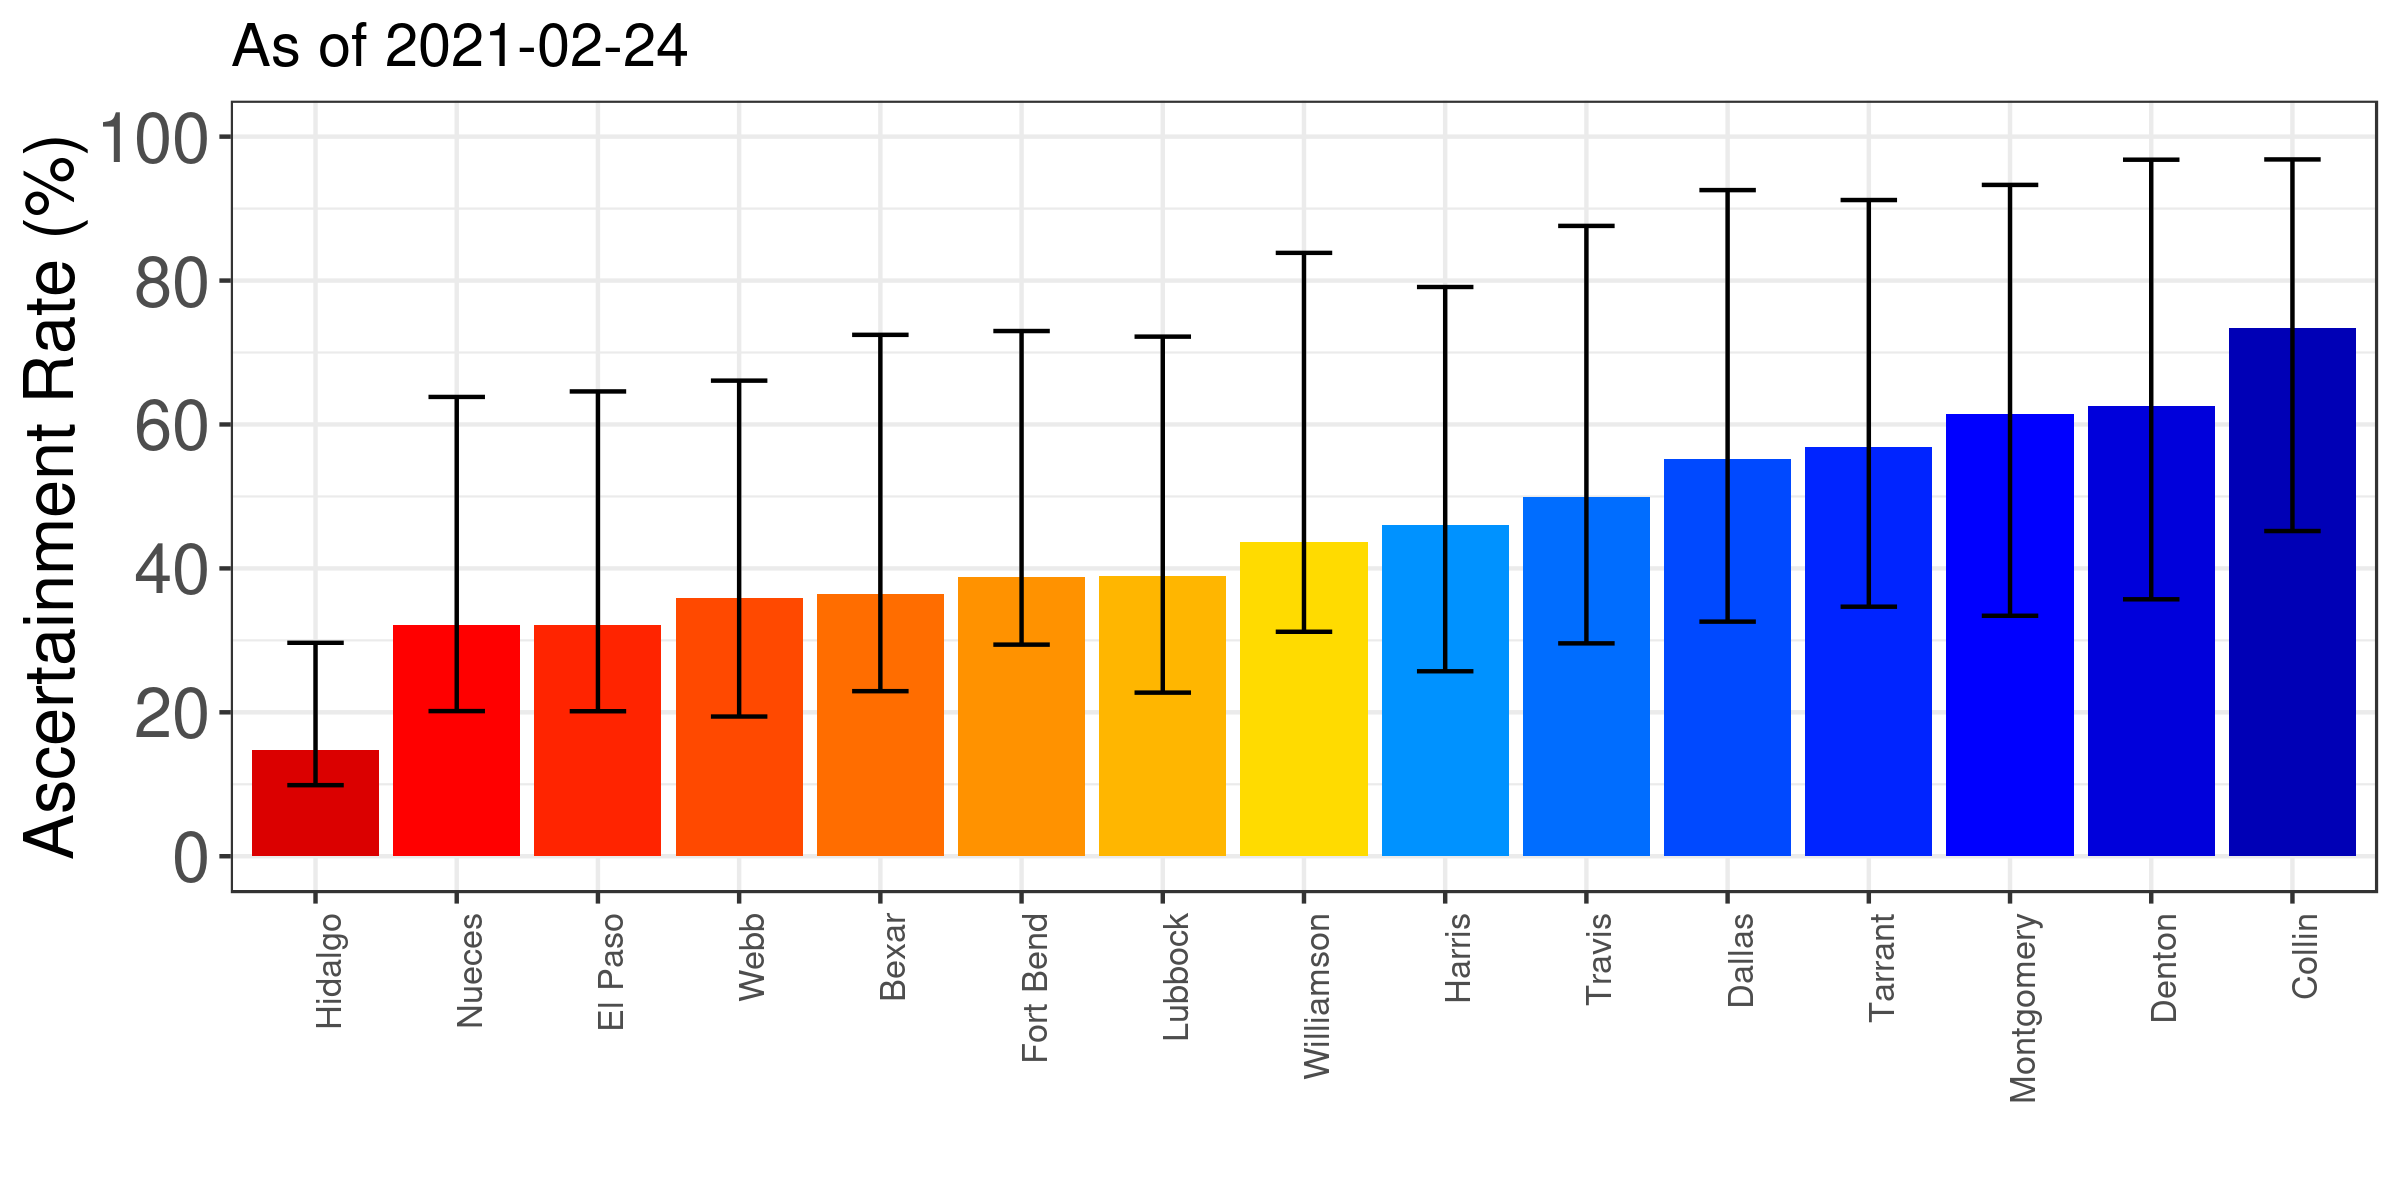 As of 2021-02-24
Ascertainment Rate (%)
100
80
60
40
20
0
Hidalgo
Nueces
El Paso
Webb
Bexar
Fort Bend
Lubbock
Williamson
Harris
Travis
Dallas
Tarrant
Montgomery
Denton
Collin